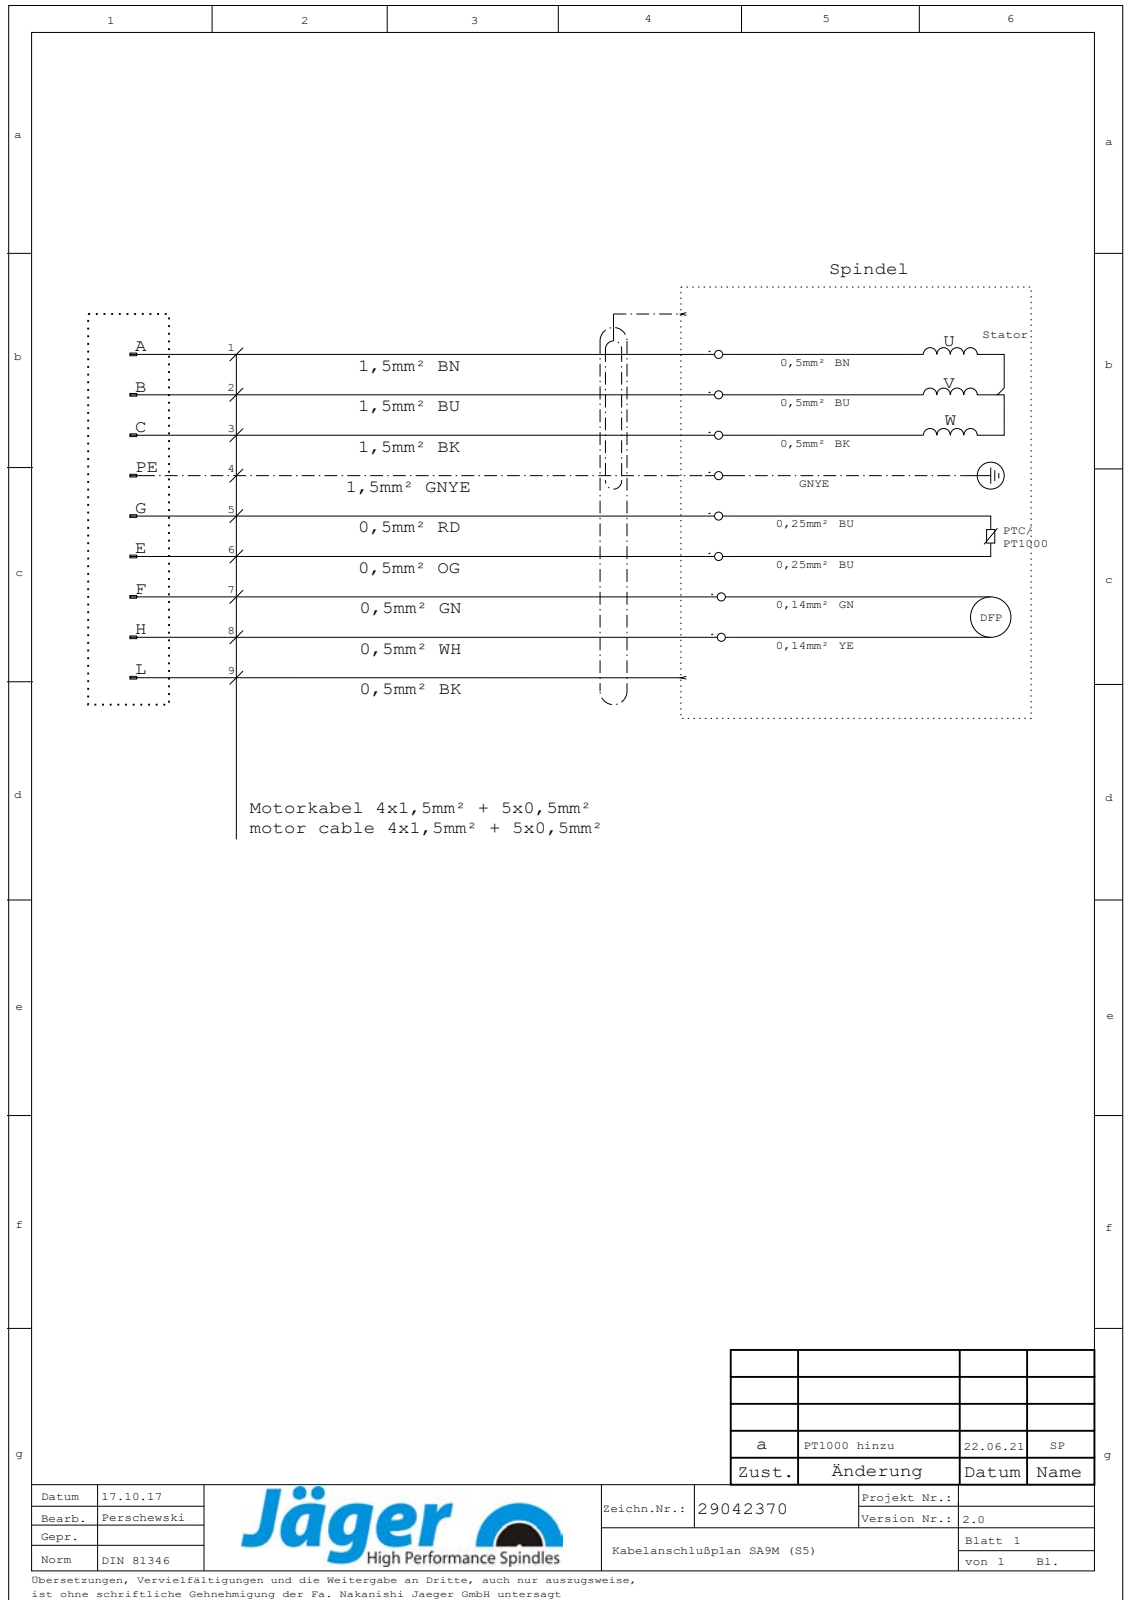 1 2 3 4 5 6
a a
Spindel
b b
A 1 1,5mm² BN 0,5mm² BN U Stator
B 2 1,5mm² BU 0,5mm² BU V
C 3 1,5mm² BK 0,5mm² BK W
PE 4 1,5mm² GNYE GNYE
G 5 0,5mm² RD 0,25mm² BU PTC/
PT1000
E 6 0,5mm² OG 0,25mm² BU
c c
F 7 0,5mm² GN 0,14mm² GN DFP
H 8 0,5mm² WH 0,14mm² YE
L 9 0,5mm² BK
d d
Motorkabel 4x1,5mm² + 5x0,5mm²
motor cable 4x1,5mm² + 5x0,5mm²
e e
f f
g g
a PT1000 hinzu 22.06.21 SP
Zust. Änderung Datum Name
Datum 17.10.17
Bearb. Perschewski
Gepr.
Norm DIN 81346
Jäger
High Performance Spindles
Zeichn.Nr.: 29042370
Projekt Nr.:
Version Nr.: 2.0
Kabelanschlußplan SA9M (S5)
Blatt 1
von 1 Bl.
Übersetzungen, Vervielfältigungen und die Weitergabe an Dritte, auch nur auszugsweise,
ist ohne schriftliche Gehnehmigung der Fa. Nakanishi Jaeger GmbH untersagt